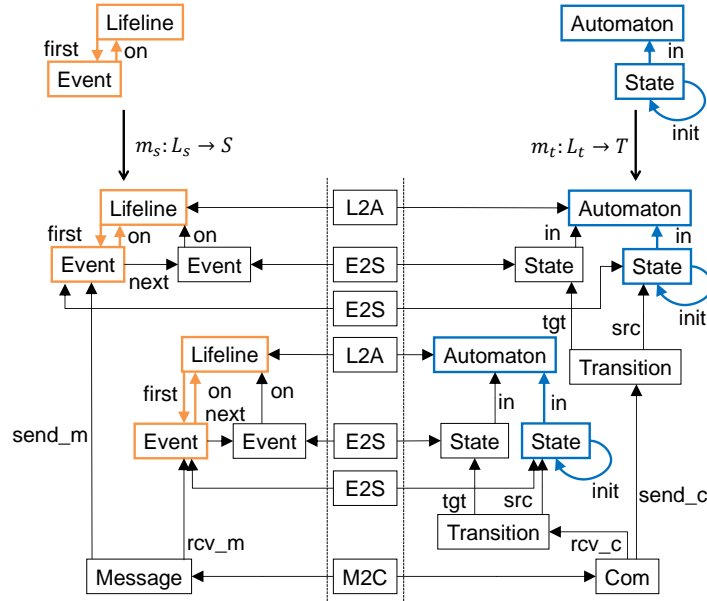 Lifeline
Automaton
first
on
in
Event
State
init
m_s: L_s → S
m_t: L_t → T
Lifeline
L2A
Automaton
first
on
on
in
in
Event
next
Event
E2S
State
State
E2S
init
tgt
src
Lifeline
L2A
Automaton
Transition
first
on
on
next
in
in
send_m
Event
Event
E2S
State
State
E2S
init
tgt
src
send_c
Transition
rcv_m
rcv_c
Message
M2C
Com